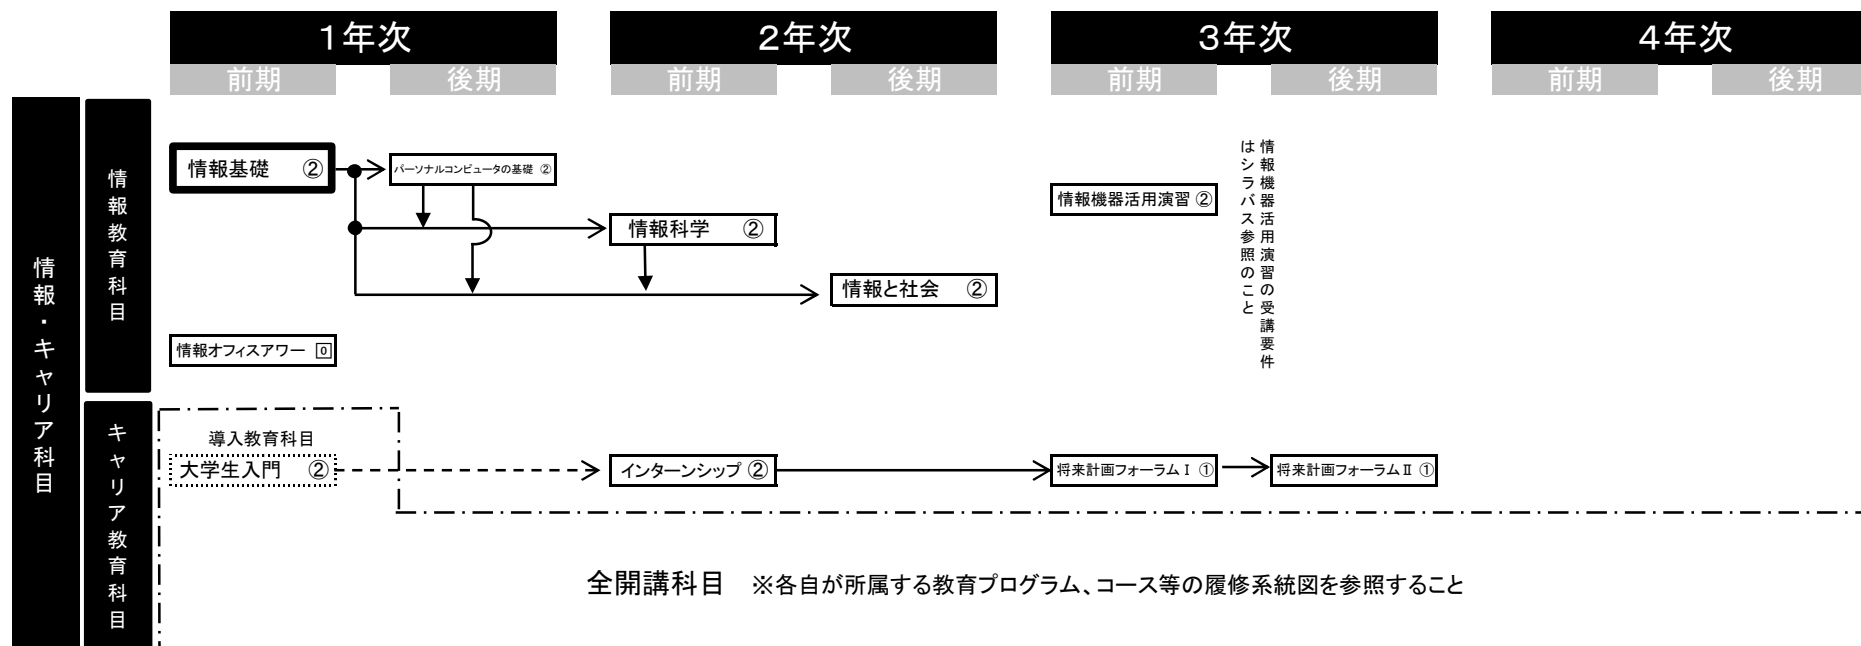 １年次
２年次
３年次
４年次
前期
後期
前期
後期
前期
後期
前期
後期
情報・キャリア科目
情報教育科目
情報基礎 ②
パーソナルコンピュータの基礎 ②
情報科学 ②
情報と社会 ②
情報機器活用演習 ②
情報機器活用演習の受講要件
はシラバス参照のこと
情報オフィスアワー 0
キャリア教育科目
導入教育科目
大学生入門 ②
インターンシップ ②
将来計画フォーラムⅠ ①
将来計画フォーラムⅡ ①
全開講科目 ※各自が所属する教育プログラム、コース等の履修系統図を参照すること